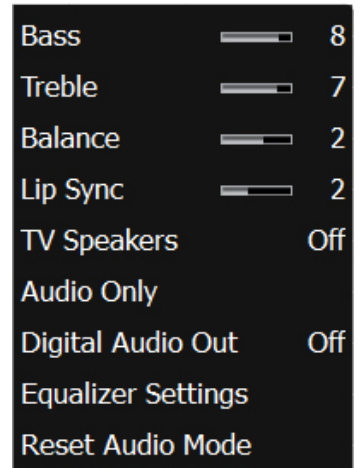 Bass 8
Treble 7
Balance 2
Lip Sync 2
TV Speakers Off
Audio Only
Digital Audio Out Off
Equalizer Settings
Reset Audio Mode